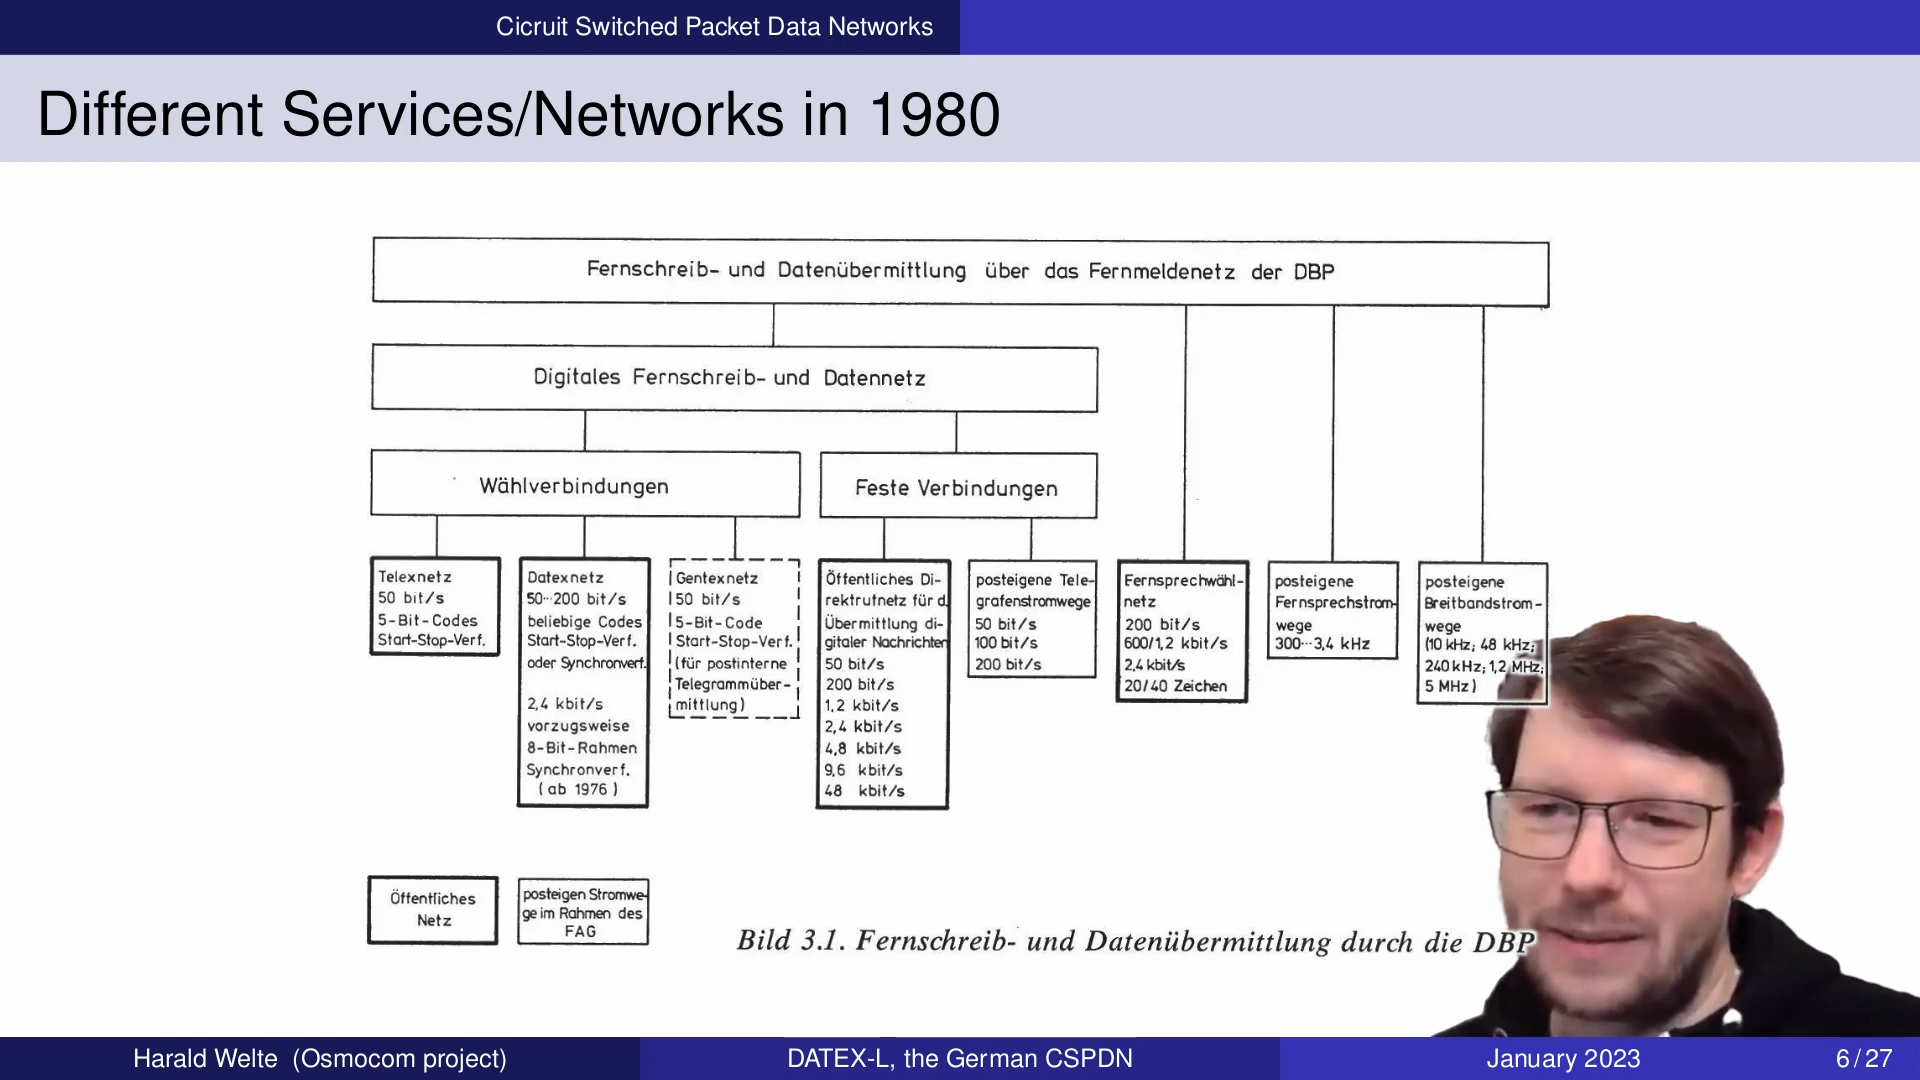 Cicruit Switched Packet Data Networks
Different Services/Networks in 1980
Fernschreib- und Datenübermittlung über das Fernmeldenetz der DBP
Digitales Fernschreib- und Datennetz
Wählverbindungen
Feste Verbindungen
Telexnetz
50 bit/s
5-Bit-Codes
Start-Stop-Verf.
Datexnetz
50···200 bit/s
beliebige Codes
Start-Stop-Verf.
oder Synchronverf.
2,4 kbit/s
vorzugsweise
8-Bit-Rahmen
Synchronverf.
(ab 1976)
Gentexnetz
50 bit/s
5-Bit-Code
Start-Stop-Verf.
(für postinterne
Telegrammüber-
mittlung)
Öffentliches Di-
rektrufnetz für d.
Übermittlung di-
gitaler Nachrichten
50 bit/s
200 bit/s
1,2 kbit/s
2,4 kbit/s
4,8 kbit/s
9,6 kbit/s
48 kbit/s
posteigene Tele-
grafenstromwege
50 bit/s
100 bit/s
200 bit/s
Fernsprechwähl-
netz
200 bit/s
600/1,2 kbit/s
2,4 kbit/s
20/40 Zeichen
posteigene
Fernsprechstrom-
wege
300···3,4 kHz
posteigene
Breitbandstrom-
wege
(10 kHz; 48 kHz;
240 kHz; 1,2 MHz;
5 MHz)
Öffentliches
Netz
posteigen Stromwe-
ge im Rahmen des
FAG
Bild 3.1. Fernschreib- und Datenübermittlung durch die DBP
Harald Welte (Osmocom project)
DATEX-L, the German CSPDN
January 2023
6 / 27